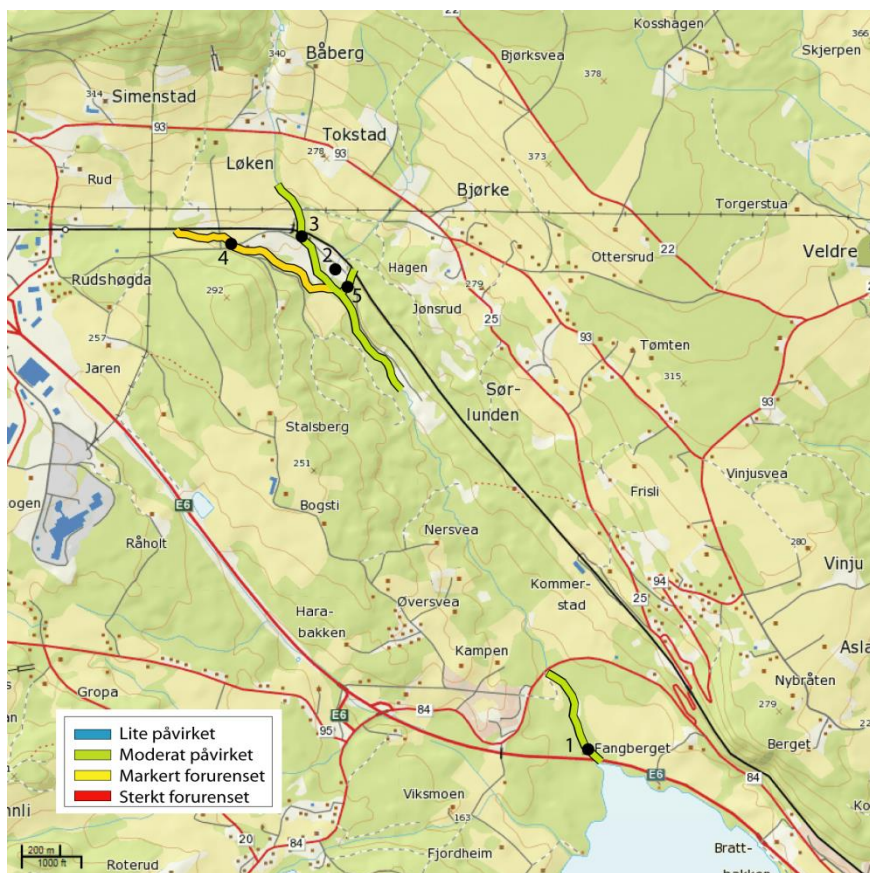 22
Kosshagen
366
Båberg
340
Bjørksvea
Skjerpen
378
314
Simenstad
93
Tokstad
278
93
373
Løken
Rud
Bjørke
Torgerstua
3
22
Veldre
4
2
Hagen
Ottersrud
Rudshøgda
292
5
279
Jønsrud
25
93
257
Tømten
Jaren
315
Sør-
lunden
93
Stalsberg
251
Vinjusvea
E6
Bogsti
Frisli
ogen
Nersvea
280
Råholt
Vinju
Kommer-
stad
94
25
Øversvea
Hara-
bakken
Kampen
Asla
Nybråten
Gropa
E6
84
279
95
1
Fangberget
Berget
Lite påvirket
Moderat påvirket
Markert forurenset
Sterkt forurenset
E6
84
Viksmoen
163
nnli
84
20
Fjordheim
Bratt-
bakken
200 m
1000 ft
Roterud